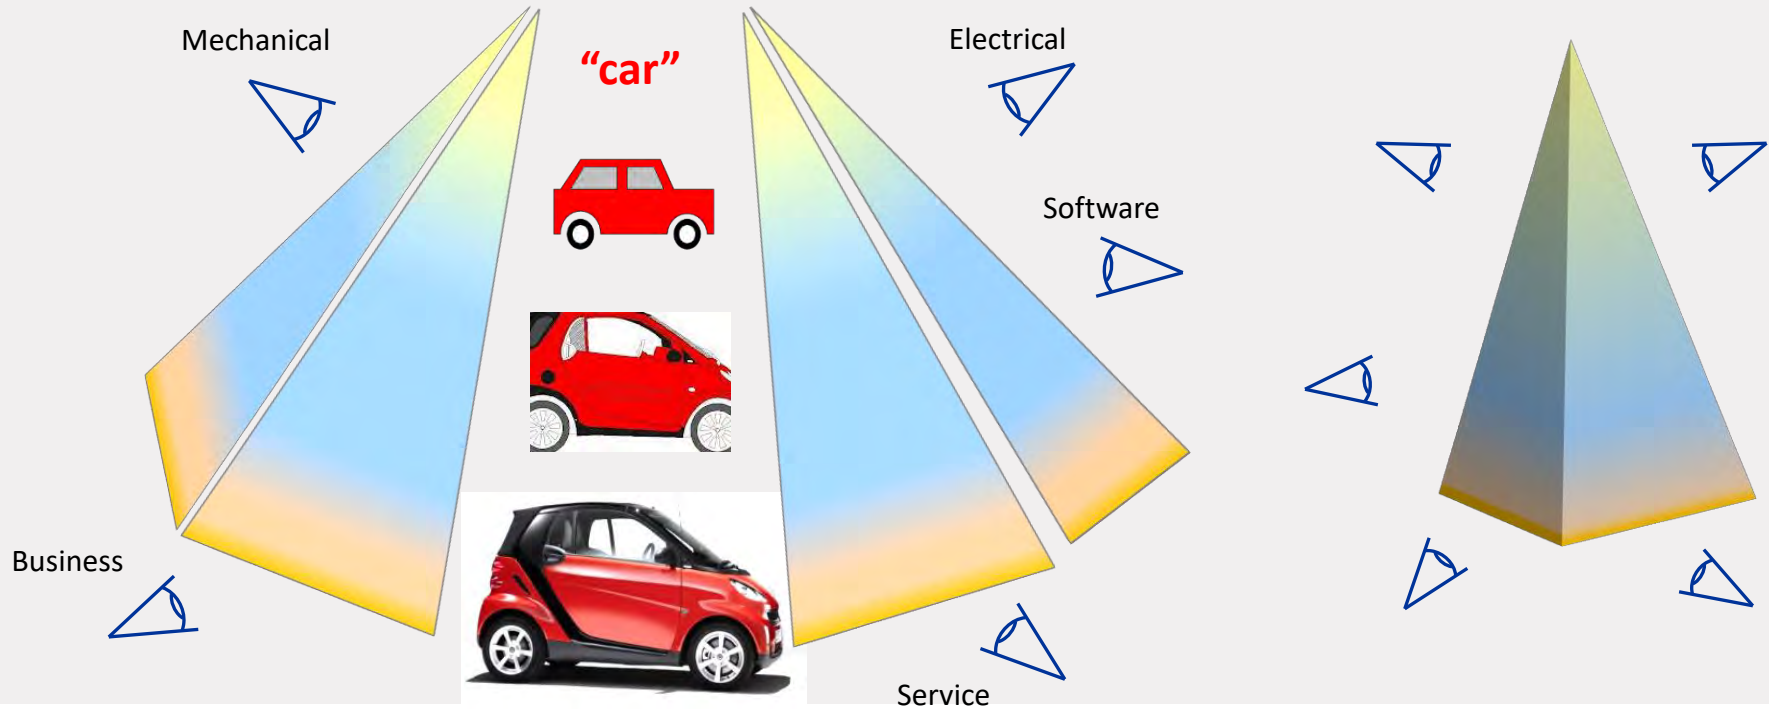 Mechanical
“car”
Electrical
Software
Business
Service